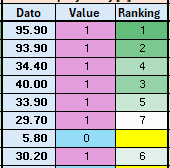 Dato Value Ranking
95.90 1 1
93.90 1 2
34.40 1 4
40.00 1 3
33.90 1 5
29.70 1 7
5.80 0
30.20 1 6